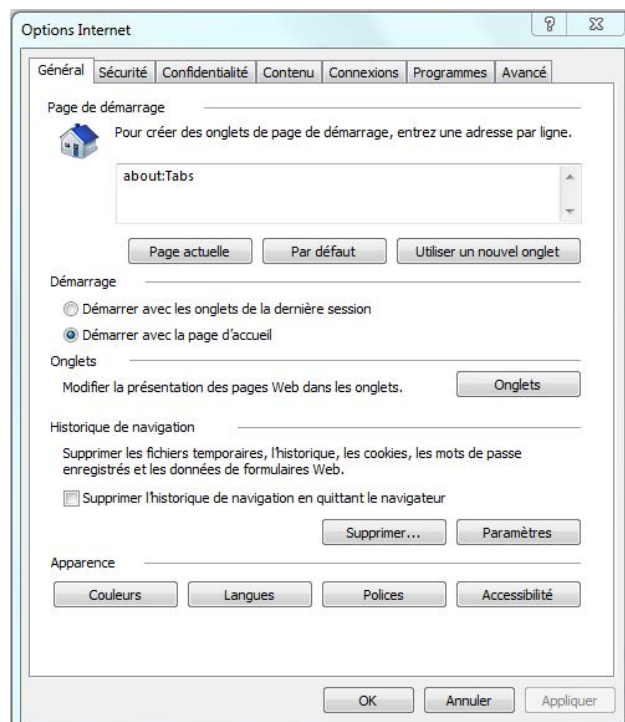 Options Internet
Général Sécurité Confidentialité Contenu Connexions Programmes Avancé
Page de démarrage
Pour créer des onglets de page de démarrage, entrez une adresse par ligne.
about:Tabs
Page actuelle Par défaut Utiliser un nouvel onglet
Démarrage
Démarrer avec les onglets de la dernière session
Démarrer avec la page d'accueil
Onglets
Modifier la présentation des pages Web dans les onglets. Onglets
Historique de navigation
Supprimer les fichiers temporaires, l'historique, les cookies, les mots de passe
enregistrés et les données de formulaires Web.
Supprimer l'historique de navigation en quittant le navigateur
Supprimer... Paramètres
Apparence
Couleurs Langues Polices Accessibilité
OK Annuler Appliquer